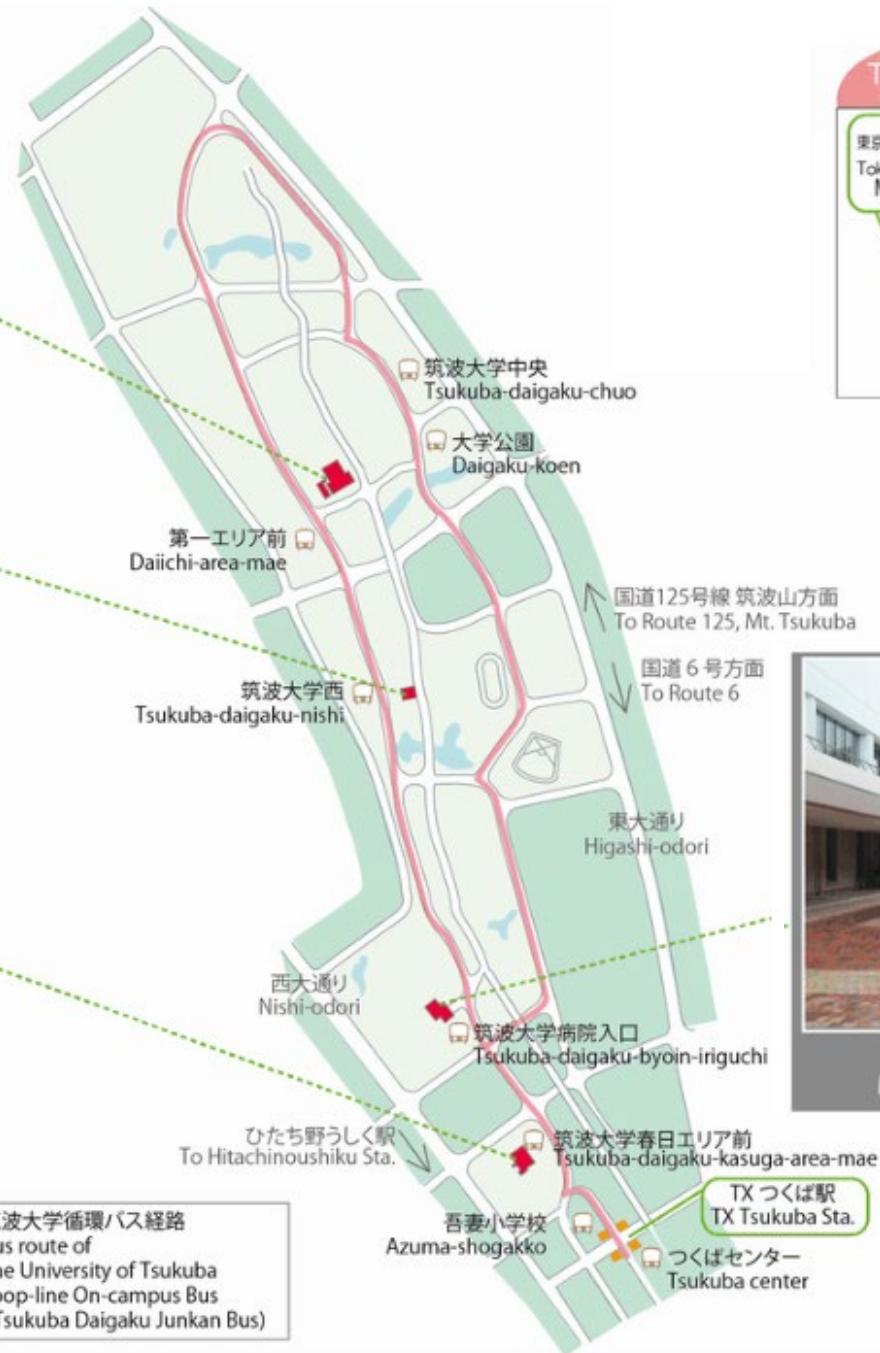 T
東京
Tok
筑波大学中央
Tsukuba-daigaku-chuo
大学公園
Daigaku-koen
第一エリア前
Daiichi-area-mae
国道125号線 筑波山方面
To Route 125, Mt. Tsukuba
国道6号方面
To Route 6
筑波大学西
Tsukuba-daigaku-nishi
東大通り
Higashi-odori
西大通り
Nishi-odori
筑波大学病院入口
Tsukuba-daigaku-byoin-iriguchi
ひたち野うしく駅
To Hitachinoushiku Sta.
筑波大学春日エリア前
Tsukuba-daigaku-kasuga-area-mae
TX つくば駅
TX Tsukuba Sta.
吾妻小学校
Azuma-shogakko
つくばセンター
Tsukuba center
波大学循環バス経路
us route of
ne University of Tsukuba
oop-line On-campus Bus
Tsukuba Daigaku Junkan Bus)